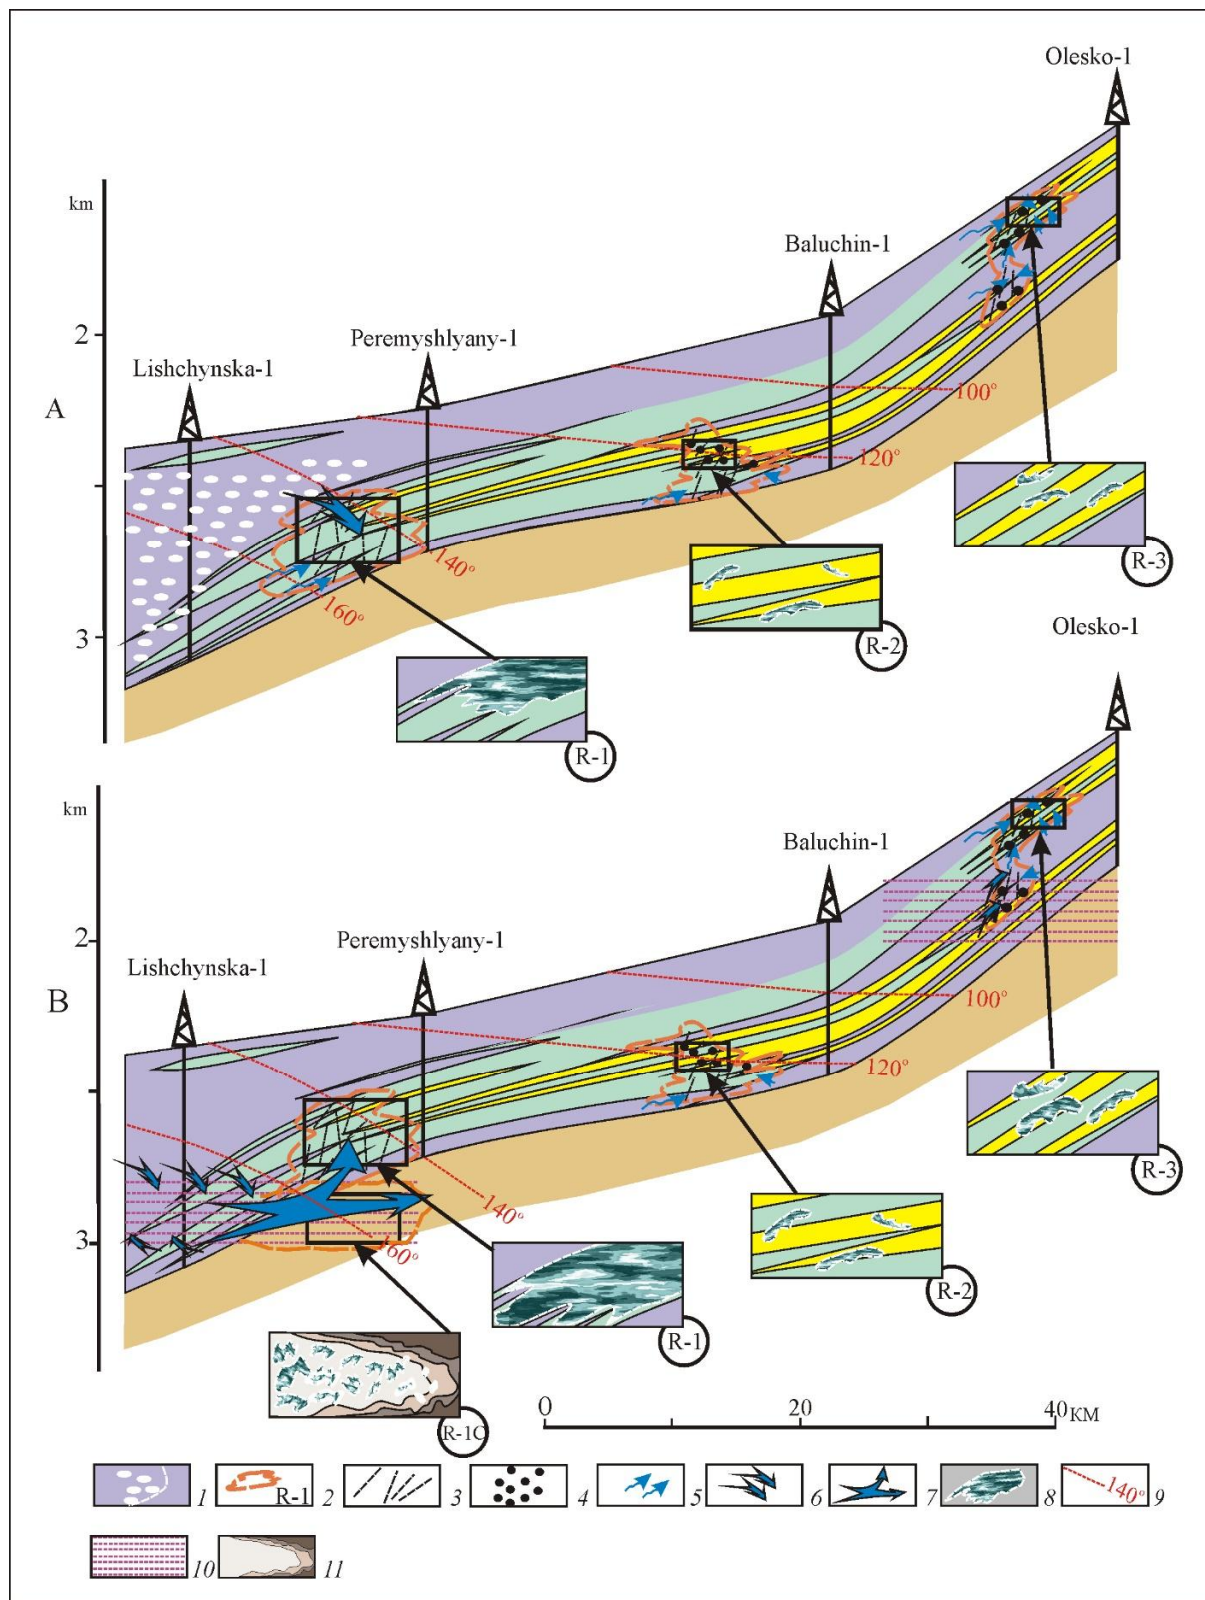 Olesko-1
km
Baluchin-1
2
Peremyshlyany-1
Lishchynska-1
A
100°
120°
140°
160°
R-3
R-2
3
Olesko-1
R-1
km
Baluchin-1
2
Peremyshlyany-1
Lishchynska-1
B
100°
120°
R-3
140°
160°
3
R-2
R-1
R-1C
0 20 40 KM
1 R-1 2 3 4 5 6 7 8 140° 9
10 11